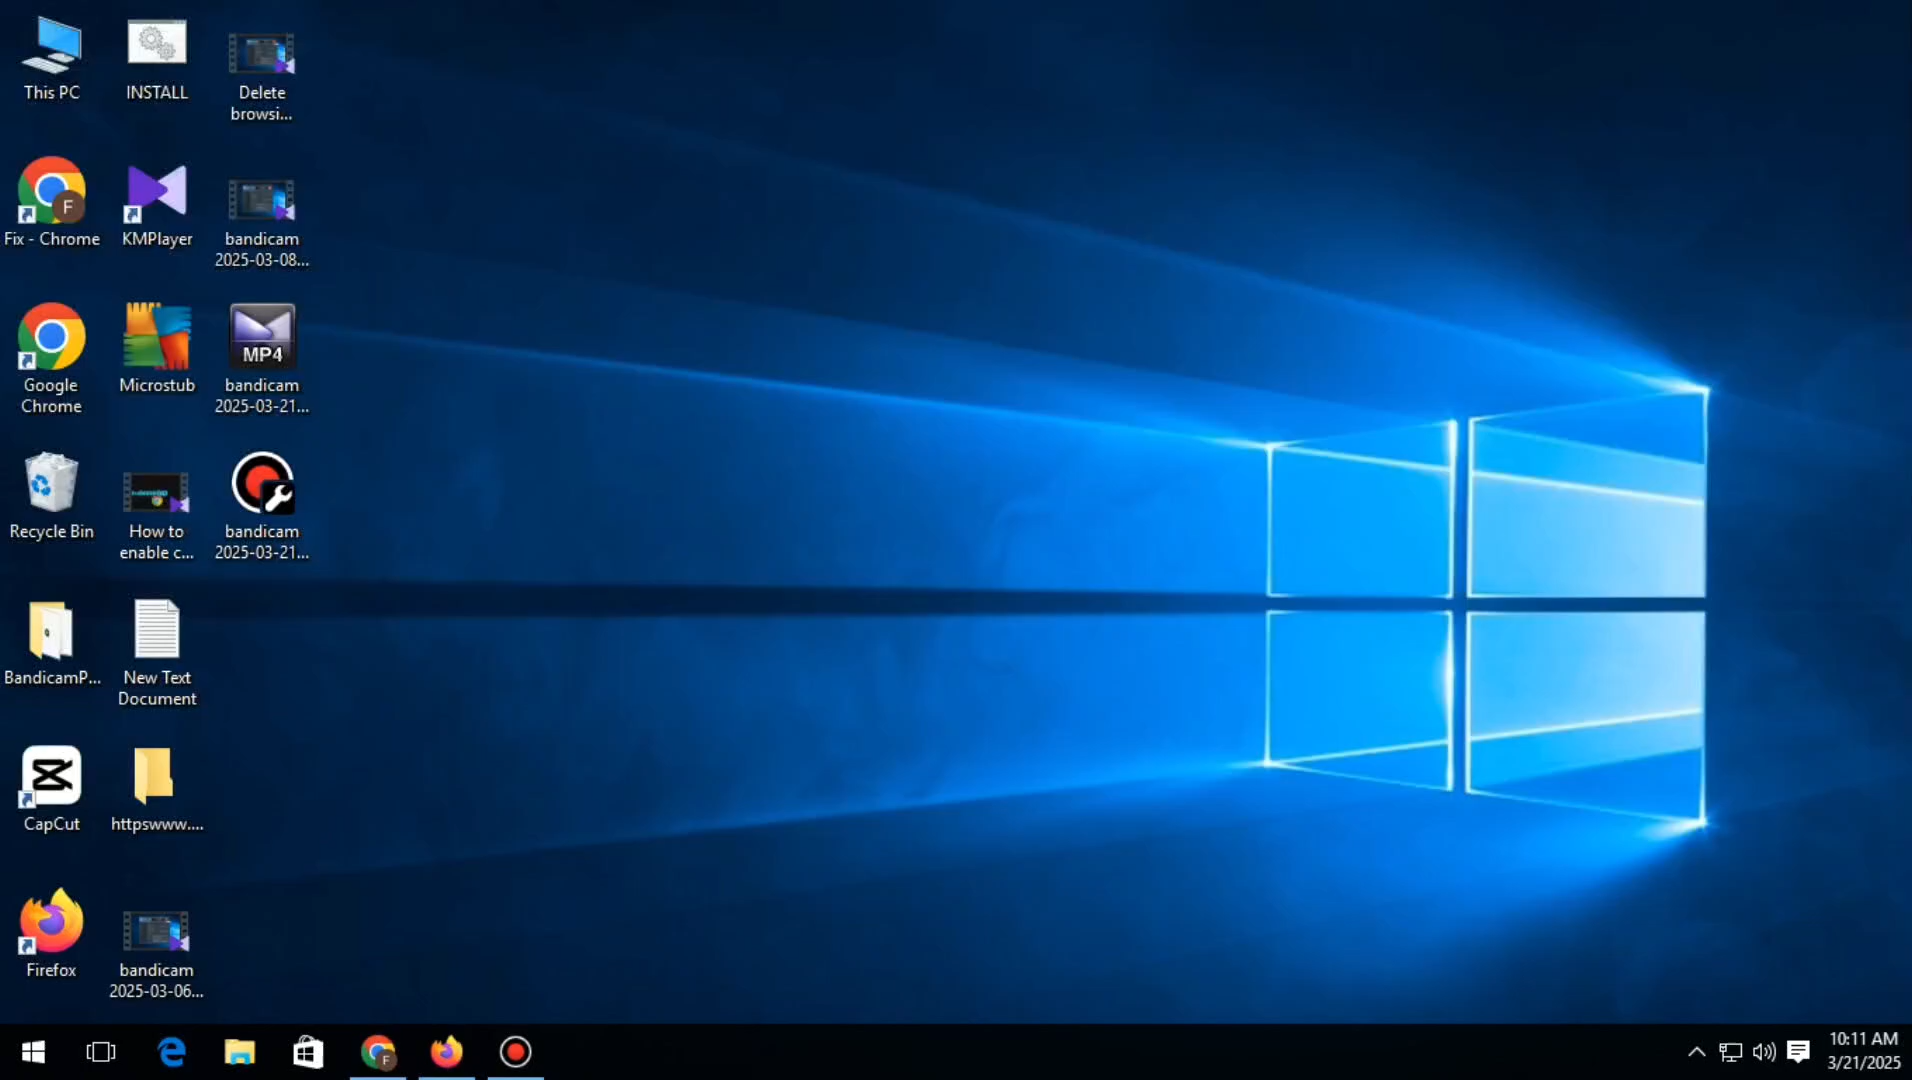 This PC
INSTALL
Delete
browsi...
F
Fix - Chrome
KMPlayer
bandicam
2025-03-08...
Google
Chrome
Microstub
MP4
bandicam
2025-03-21...
Recycle Bin
How to
enable c...
bandicam
2025-03-21...
BandicamP...
New Text
Document
CapCut
httpswww....
Firefox
bandicam
2025-03-06...
F
10:11 AM
3/21/2025